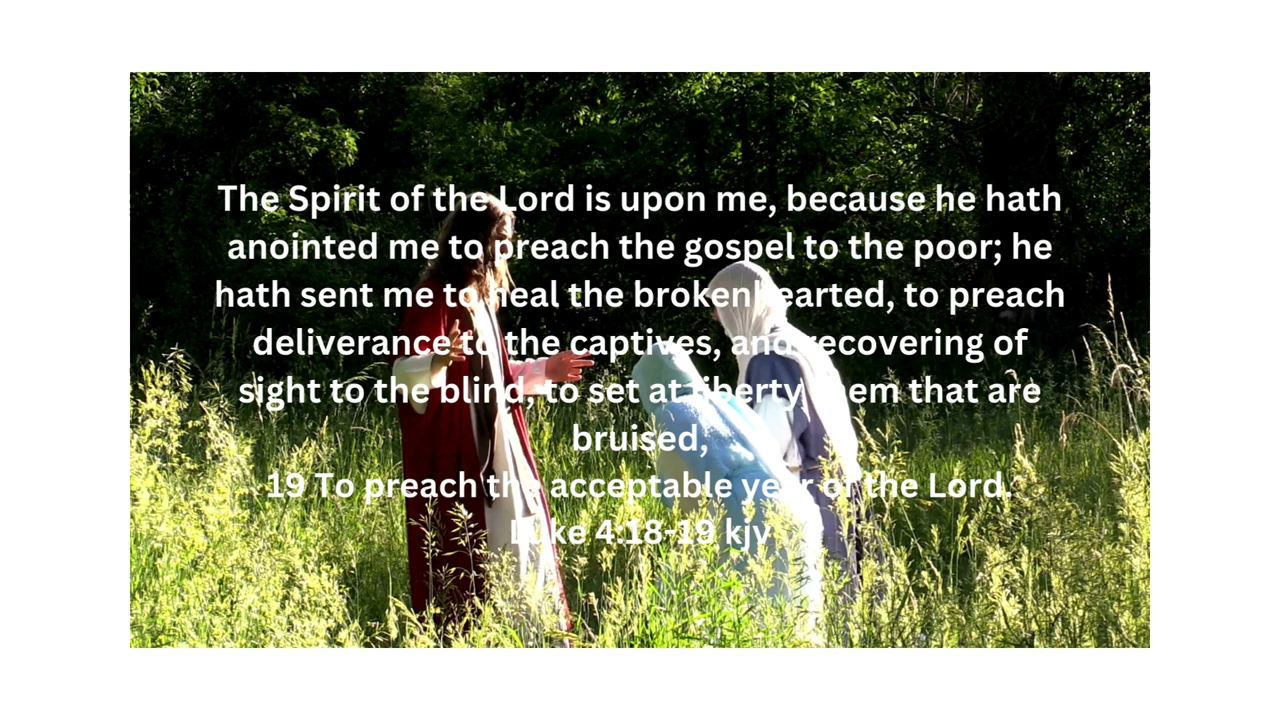 The Spirit of the Lord is upon me, because he hath
anointed me to preach the gospel to the poor; he
hath sent me to heal the brokenhearted, to preach
deliverance to the captives, and recovering of
sight to the blind, to set at liberty them that are
bruised,
19 To preach the acceptable year of the Lord.
Luke 4:18-19 kjv